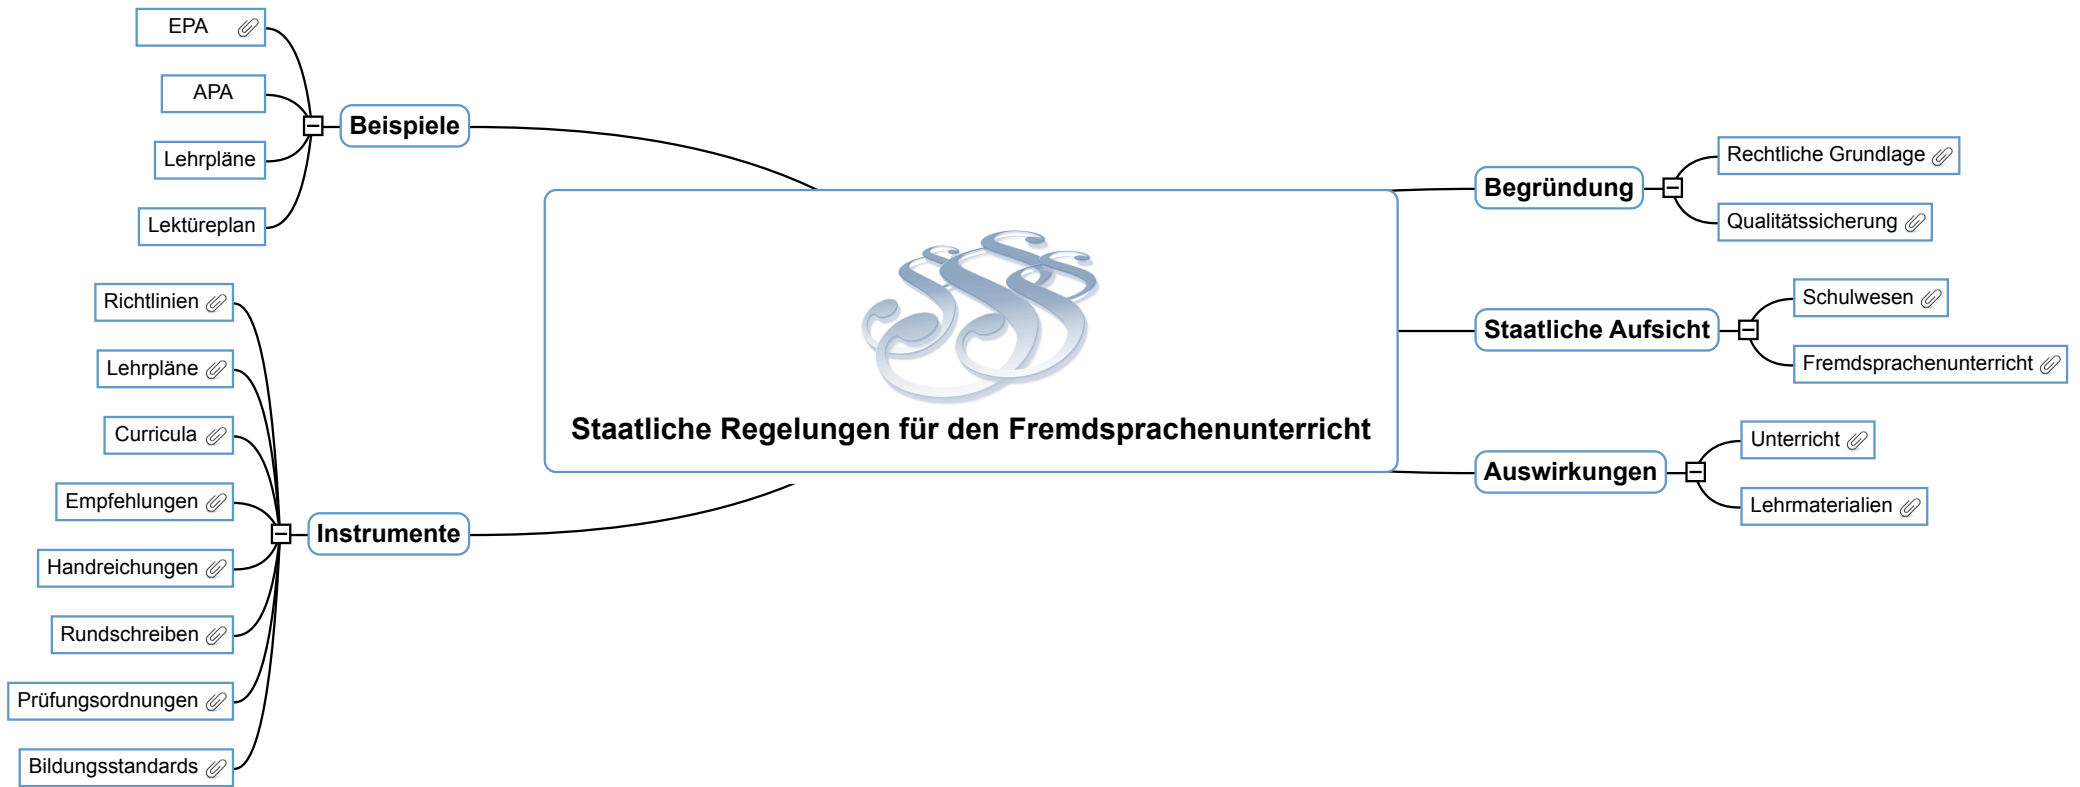 Staatliche Regelungen für den Fremdsprachenunterricht
Begründung
Rechtliche Grundlage
Qualitätssicherung
Staatliche Aufsicht
Schulwesen
Fremdsprachenunterricht
Auswirkungen
Unterricht
Lehrmaterialien
Beispiele
EPA
APA
Lehrpläne
Lektüreplan
Instrumente
Richtlinien
Lehrpläne
Curricula
Empfehlungen
Handreichungen
Rundschreiben
Prüfungsordnungen
Bildungsstandards